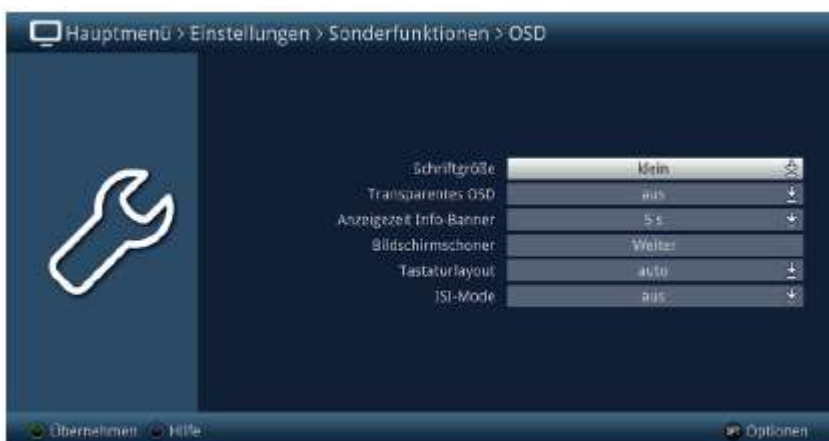 Hauptmenü > Einstellungen > Sonderfunktionen > OSD
Schriftgröße klein
Transparentes OSD aus
Anzeigezeit Info-Banner 5 s
Bildschirmschoner Weiter
Tastaturlayout auto
ISI-Mode aus
Übernehmen Hilfe Optionen